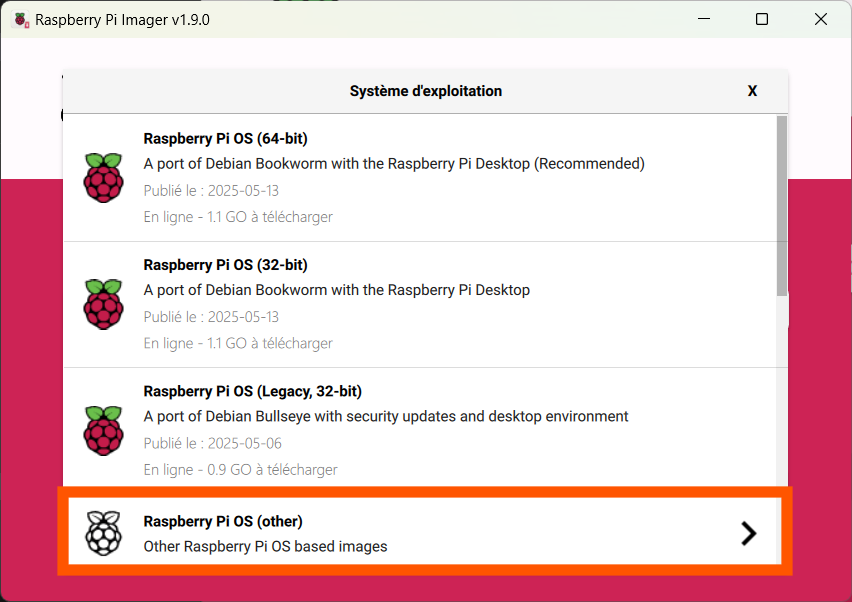 Raspberry Pi Imager v1.9.0
Système d'exploitation
X
Raspberry Pi OS (64-bit)
A port of Debian Bookworm with the Raspberry Pi Desktop (Recommended)
Publié le : 2025-05-13
En ligne - 1.1 GO à télécharger
Raspberry Pi OS (32-bit)
A port of Debian Bookworm with the Raspberry Pi Desktop
Publié le : 2025-05-13
En ligne - 1.1 GO à télécharger
Raspberry Pi OS (Legacy, 32-bit)
A port of Debian Bullseye with security updates and desktop environment
Publié le : 2025-05-06
En ligne - 0.9 GO à télécharger
Raspberry Pi OS (other)
Other Raspberry Pi OS based images